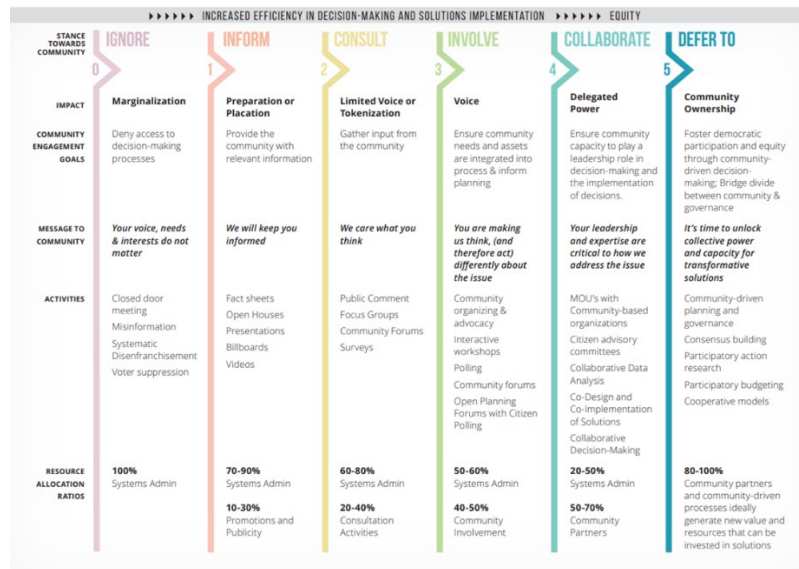 INCREASED EFFICIENCY IN DECISION-MAKING AND SOLUTIONS IMPLEMENTATION EQUITY
STANCE
TOWARDS
COMMUNITY
IGNORE
0
INFORM
1
CONSULT
2
INVOLVE
3
COLLABORATE
4
DEFER TO
5
IMPACT
Marginalization
Preparation or
Placation
Limited Voice or
Tokenization
Voice
Delegated
Power
Community
Ownership
COMMUNITY
ENGAGEMENT
GOALS
Deny access to
decision-making
processes
Provide the
community with
relevant information
Gather input from
the community
Ensure community
needs and assets
are integrated into
process & inform
planning
Ensure community
capacity to play a
leadership role in
decision-making and
the implementation
of decisions.
Foster democratic
participation and equity
through community-
driven decision-
making; Bridge divide
between community &
governance
MESSAGE TO
COMMUNITY
Your voice, needs
& interests do not
matter
We will keep you
informed
We care what you
think
You are making
us think, (and
therefore act)
differently about
the issue
Your leadership
and expertise are
critical to how we
address the issue
It's time to unlock
collective power
and capacity for
transformative
solutions
ACTIVITIES
Closed door
meeting
Misinformation
Systematic
Disenfranchisement
Voter suppression
Fact sheets
Open Houses
Presentations
Billboards
Videos
Public Comment
Focus Groups
Community Forums
Surveys
Community
organizing &
advocacy
Interactive
workshops
Polling
Community forums
Open Planning
Forums with Citizen
Polling
MOU's with
Community-based
organizations
Citizen advisory
committees
Collaborative Data
Analysis
Co-Design and
Co-Implementation
of Solutions
Collaborative
Decision-Making
Community-driven
planning and
governance
Consensus building
Participatory action
research
Participatory budgeting
Cooperative models
RESOURCE
ALLOCATION
RATIOS
100%
Systems Admin
70-90%
Systems Admin
10-30%
Promotions and
Publicity
60-80%
Systems Admin
20-40%
Consultation
Activities
50-60%
Systems Admin
40-50%
Community
Involvement
20-50%
Systems Admin
50-70%
Community
Partners
80-100%
Community partners
and community-driven
processes ideally
generate new value and
resources that can be
invested in solutions